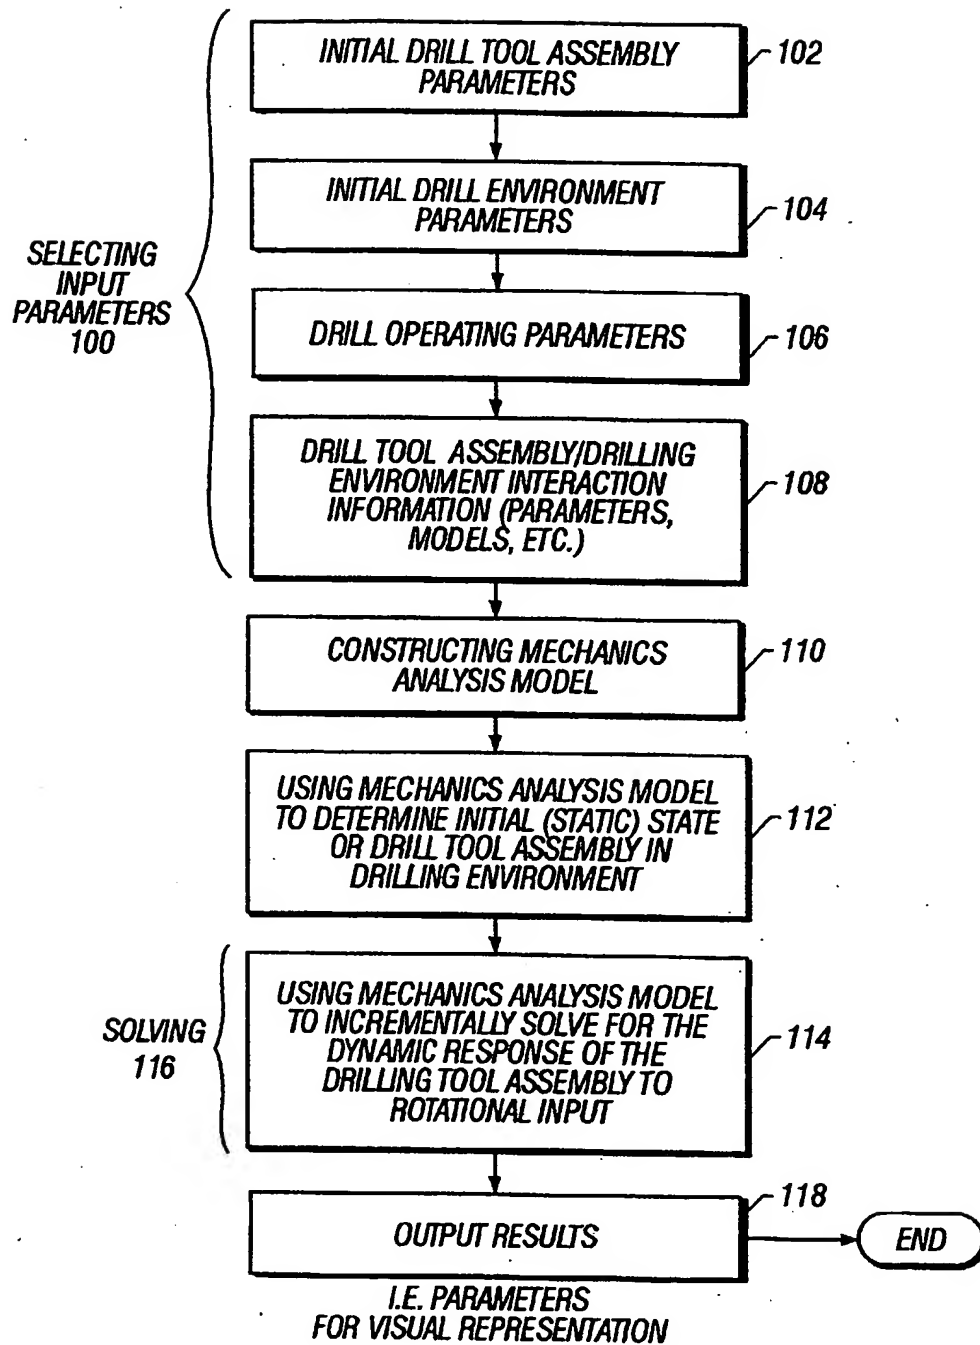 INITIAL DRILL TOOL ASSEMBLY
PARAMETERS
102
INITIAL DRILL ENVIRONMENT
PARAMETERS
104
SELECTING
INPUT
PARAMETERS
100
DRILL OPERATING PARAMETERS
106
DRILL TOOL ASSEMBLY/DRILLING
ENVIRONMENT INTERACTION
INFORMATION (PARAMETERS,
MODELS, ETC.)
108
CONSTRUCTING MECHANICS
ANALYSIS MODEL
110
USING MECHANICS ANALYSIS MODEL
TO DETERMINE INITIAL (STATIC) STATE
OR DRILL TOOL ASSEMBLY IN
DRILLING ENVIRONMENT
112
SOLVING
116
USING MECHANICS ANALYSIS MODEL
TO INCREMENTALLY SOLVE FOR THE
DYNAMIC RESPONSE OF THE
DRILLING TOOL ASSEMBLY TO
ROTATIONAL INPUT
114
OUTPUT RESULTS
118
END
I.E. PARAMETERS
FOR VISUAL REPRESENTATION